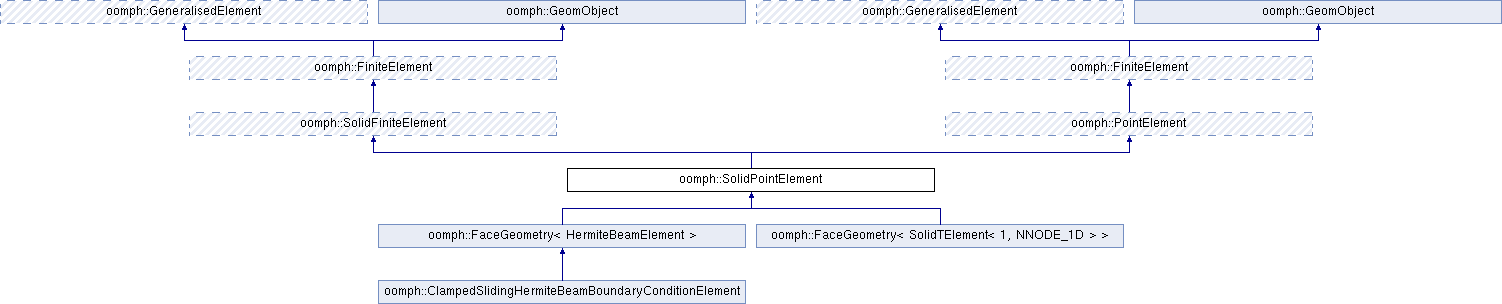 oomph::GeneralisedElement
oomph::GeomObject
oomph::GeneralisedElement
oomph::GeomObject
oomph::FiniteElement
oomph::FiniteElement
oomph::SolidFiniteElement
oomph::PointElement
oomph::SolidPointElement
oomph::FaceGeometry< HermiteBeamElement >
oomph::FaceGeometry< SolidTElement< 1, NNODE_1D > >
oomph::ClampedSlidingHermiteBeamBoundaryConditionElement